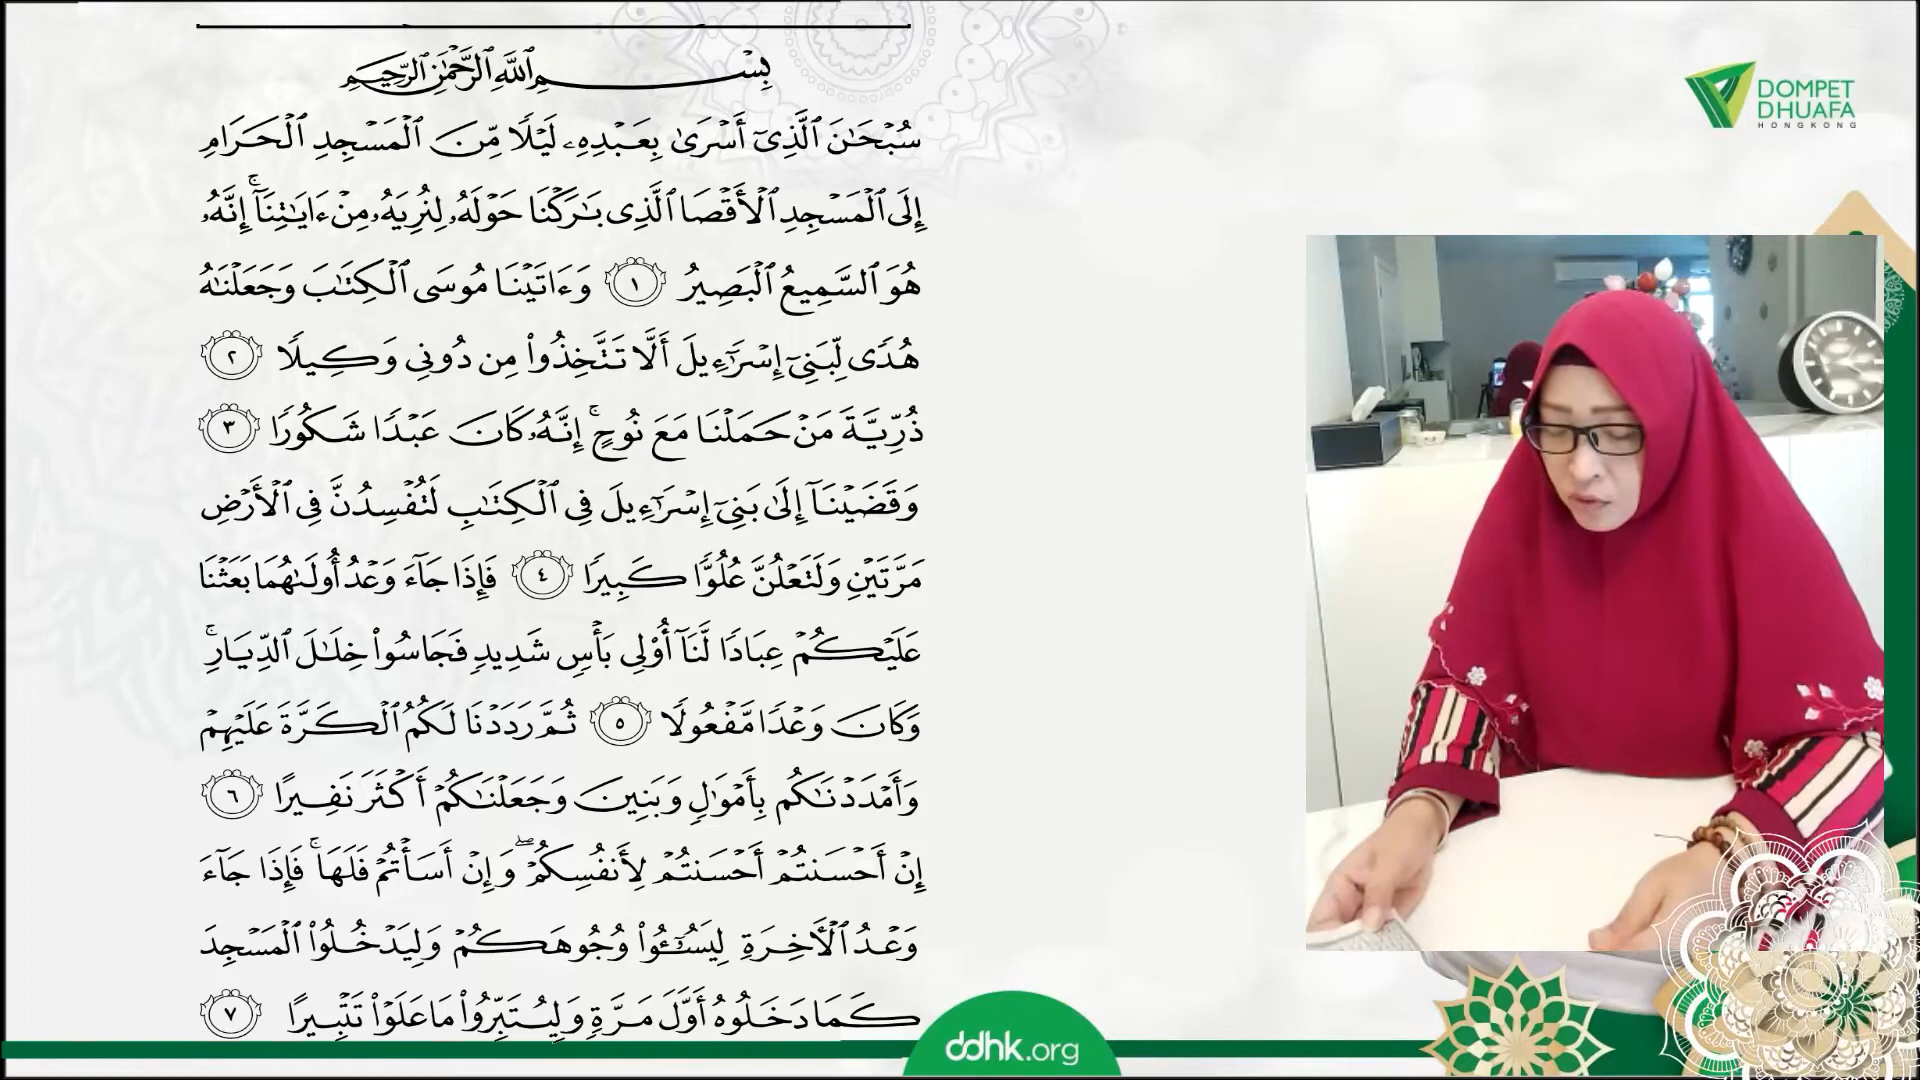 بِسْمِ ٱللَّهِ ٱلرَّحْمَٰنِ ٱلرَّحِيمِ
سُبْحَٰنَ ٱلَّذِىٓ أَسْرَىٰ بِعَبْدِهِۦ لَيْلًا مِّنَ ٱلْمَسْجِدِ ٱلْحَرَامِ
إِلَى ٱلْمَسْجِدِ ٱلْأَقْصَا ٱلَّذِى بَٰرَكْنَا حَوْلَهُۥ لِنُرِيَهُۥ مِنْ ءَايَٰتِنَآ ۚ إِنَّهُۥ
هُوَ ٱلسَّمِيعُ ٱلْبَصِيرُ ١ وَءَاتَيْنَا مُوسَى ٱلْكِتَٰبَ وَجَعَلْنَٰهُ
هُدًى لِّبَنِىٓ إِسْرَٰٓءِيلَ أَلَّا تَتَّخِذُوا۟ مِن دُونِى وَكِيلًا ٢
ذُرِّيَّةَ مَنْ حَمَلْنَا مَعَ نُوحٍ ۚ إِنَّهُۥ كَانَ عَبْدًا شَكُورًا ٣
وَقَضَيْنَآ إِلَىٰ بَنِىٓ إِسْرَٰٓءِيلَ فِى ٱلْكِتَٰبِ لَتُفْسِدُنَّ فِى ٱلْأَرْضِ
مَرَّتَيْنِ وَلَتَعْلُنَّ عُلُوًّا كَبِيرًا ٤ فَإِذَا جَآءَ وَعْدُ أُولَىٰهُمَا بَعَثْنَا
عَلَيْكُمْ عِبَادًا لَّنَآ أُو۟لِى بَأْسٍ شَدِيدٍ فَجَاسُوا۟ خِلَٰلَ ٱلدِّيَارِ ۚ
وَكَانَ وَعْدًا مَّفْعُولًا ٥ ثُمَّ رَدَدْنَا لَكُمُ ٱلْكَرَّةَ عَلَيْهِمْ
وَأَمْدَدْنَٰكُم بِأَمْوَٰلٍ وَبَنِينَ وَجَعَلْنَٰكُمْ أَكْثَرَ نَفِيرًا ٦
إِنْ أَحْسَنتُمْ أَحْسَنتُمْ لِأَنفُسِكُمْ ۖ وَإِنْ أَسَأْتُمْ فَلَهَا ۚ فَإِذَا جَآءَ
وَعْدُ ٱلْءَاخِرَةِ لِيَسُۥٓـُٔوا۟ وُجُوهَكُمْ وَلِيَدْخُلُوا۟ ٱلْمَسْجِدَ
كَمَا دَخَلُوهُ أَوَّلَ مَرَّةٍ وَلِيُتَبِّرُوا۟ مَا عَلَوْا۟ تَتْبِيرًا ٧
DOMPET
DHUAFA
HONGKONG
ddhk.org